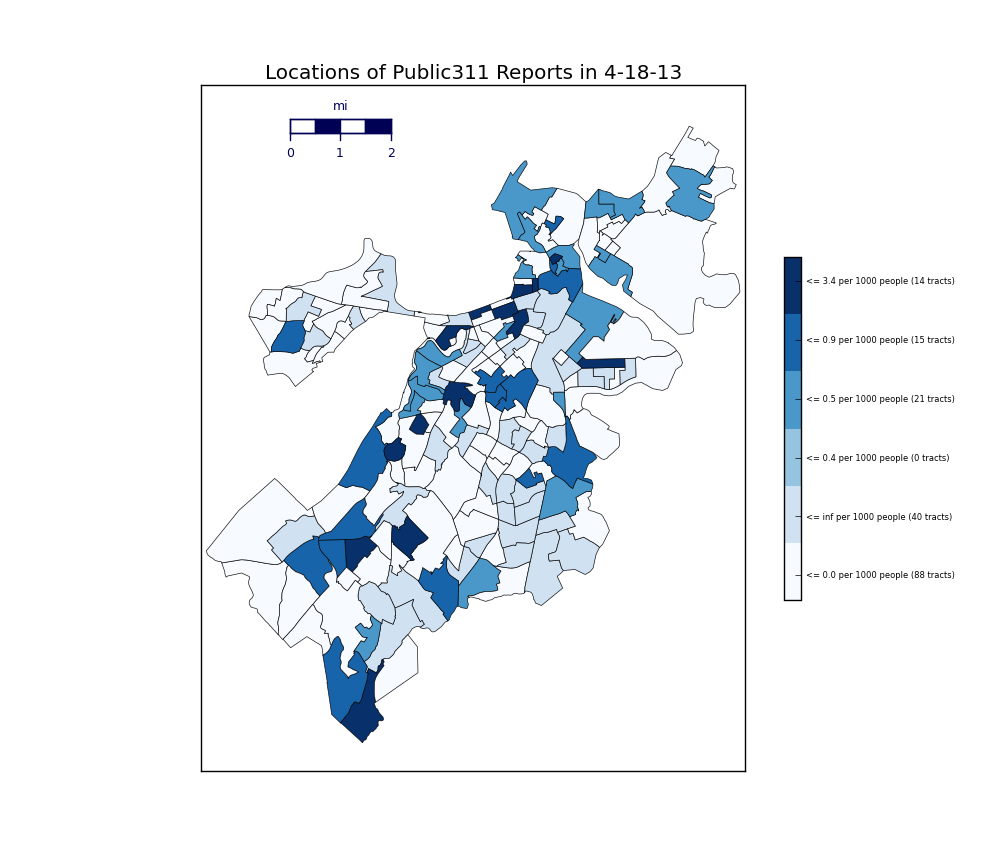 Locations of Public311 Reports in 4-18-13
mi
0 1 2
<= 3.4 per 1000 people (14 tracts)
<= 0.9 per 1000 people (15 tracts)
<= 0.5 per 1000 people (21 tracts)
<= 0.4 per 1000 people (0 tracts)
<= inf per 1000 people (40 tracts)
<= 0.0 per 1000 people (88 tracts)